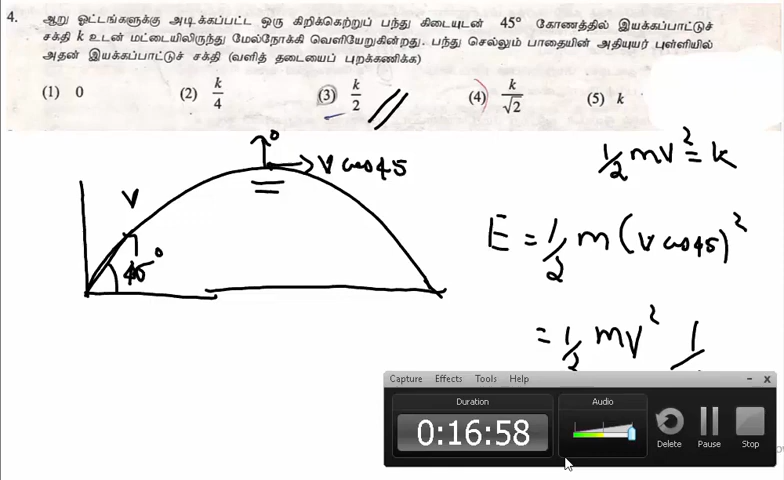 4. ஆறு ஓட்டங்களுக்கு அடிக்கப்பட்ட ஒரு கிறிக்கெற்றுப் பந்து கிடையுடன் 45° கோணத்தில் இயக்கப்பாட்டுச்
சக்தி k உடன் மட்டையிலிருந்து மேல்நோக்கி வெளியேறுகின்றது. பந்து செல்லும் பாதையின் அதியுயர் புள்ளியில்
அதன் இயக்கப்பாட்டுச் சக்தி (வளித் தடையைப் புறக்கணிக்க)
(1) 0 (2) k/4 (3) k/2 (4) k/√2 (5) k
0
V cos 45
V
45°
1/2 mv² = k
E = 1/2 m (v cos 45)²
= 1/2 mv² 1/
Capture Effects Tools Help
Duration
0:16:58
Audio
Delete Pause Stop